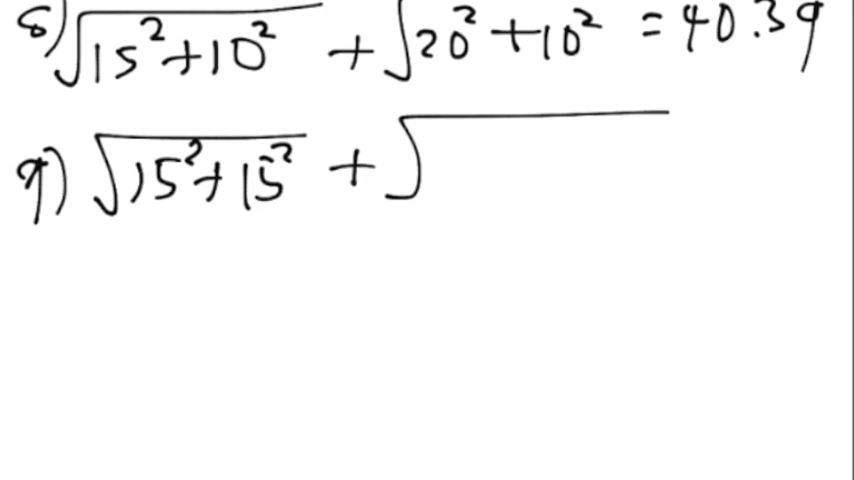 8) √15²+10² + √20²+10² = 40.39
9) √15²+15² + √